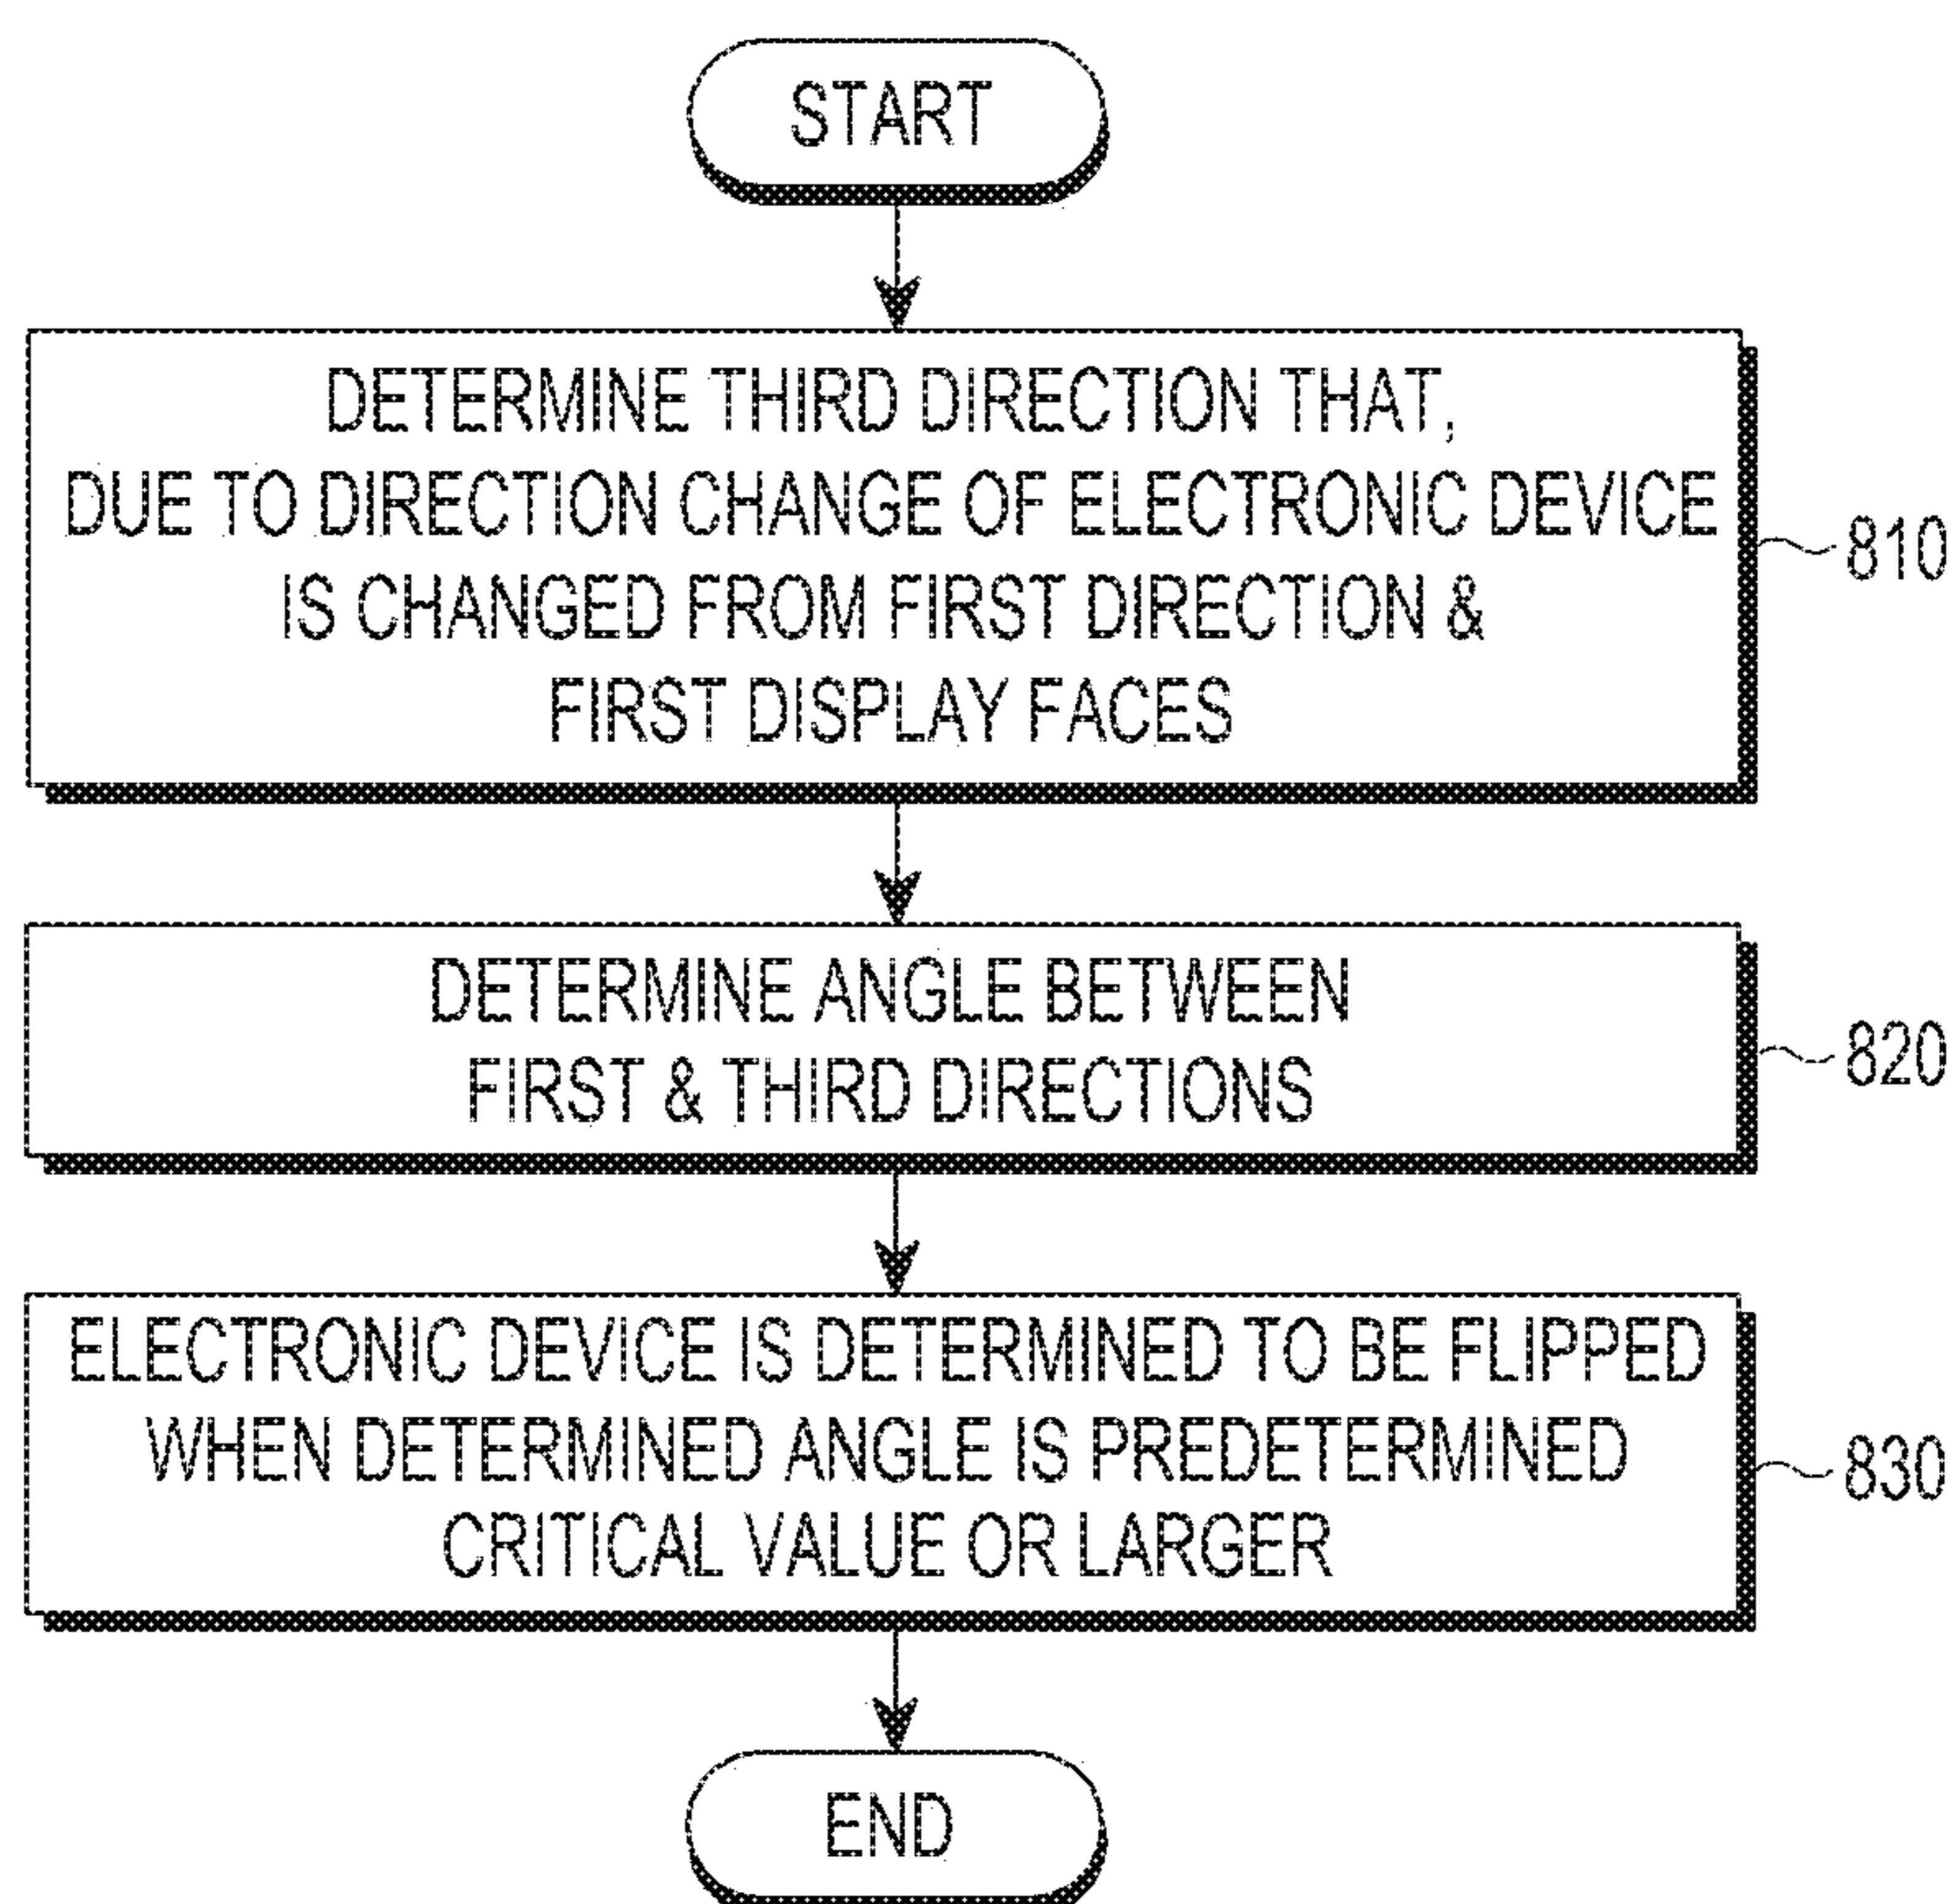 START
DETERMINE THIRD DIRECTION THAT,
DUE TO DIRECTION CHANGE OF ELECTRONIC DEVICE
IS CHANGED FROM FIRST DIRECTION &
FIRST DISPLAY FACES
810
DETERMINE ANGLE BETWEEN
FIRST & THIRD DIRECTIONS
820
ELECTRONIC DEVICE IS DETERMINED TO BE FLIPPED
WHEN DETERMINED ANGLE IS PREDETERMINED
CRITICAL VALUE OR LARGER
830
END